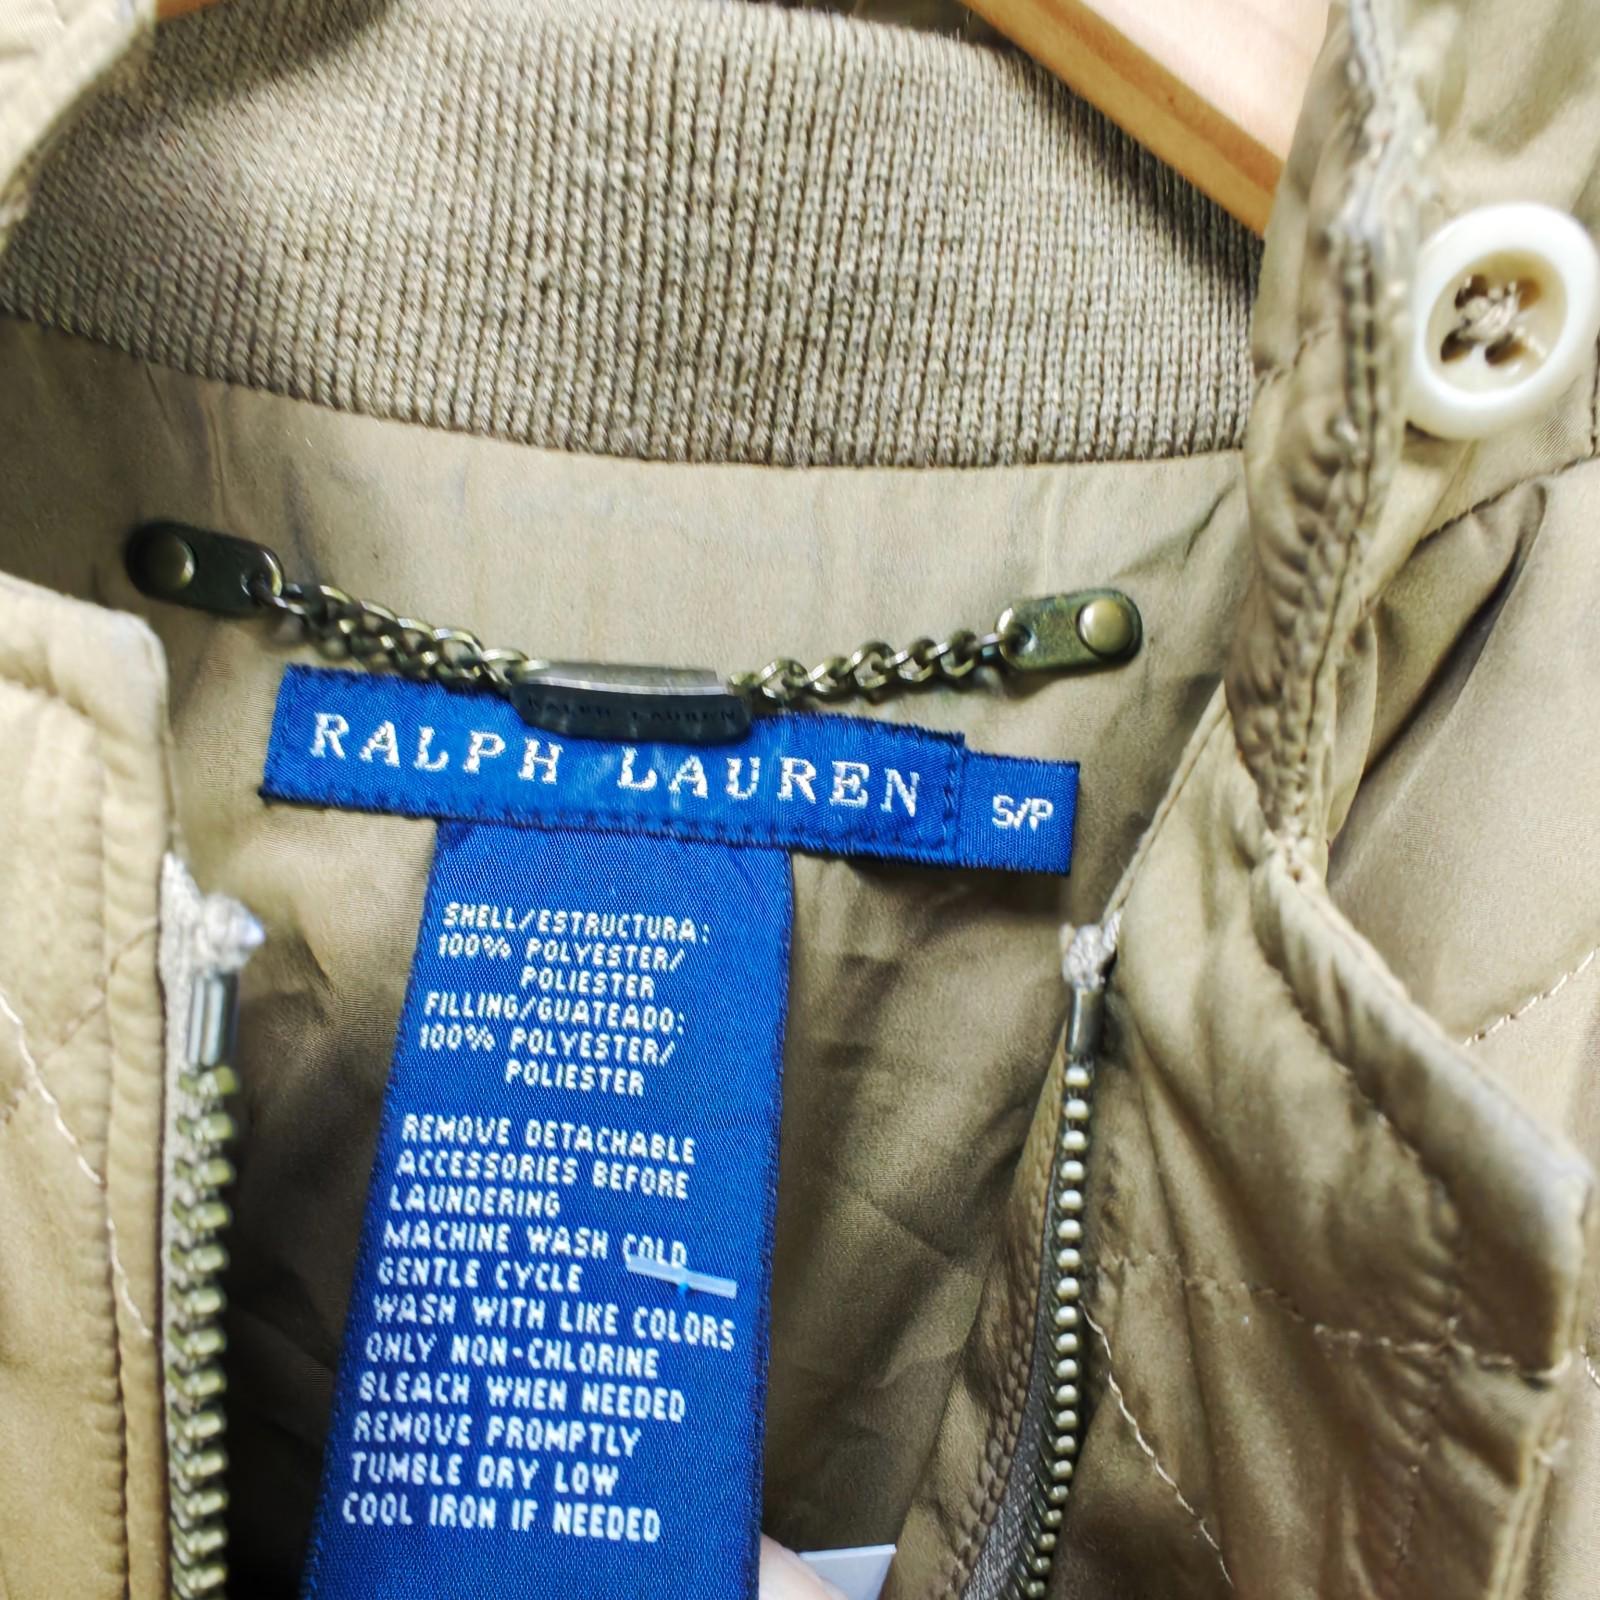 RALPH LAUREN
RALPH LAUREN
S/P
SHELL/ESTRUCTURA:
100% POLYESTER/
POLIESTER
FILLING/GUATEADO:
100% POLYESTER/
POLIESTER
REMOVE DETACHABLE
ACCESSORIES BEFORE
LAUNDERING
MACHINE WASH COLD
GENTLE CYCLE
WASH WITH LIKE COLORS
ONLY NON-CHLORINE
BLEACH WHEN NEEDED
REMOVE PROMPTLY
TUMBLE DRY LOW
COOL IRON IF NEEDED